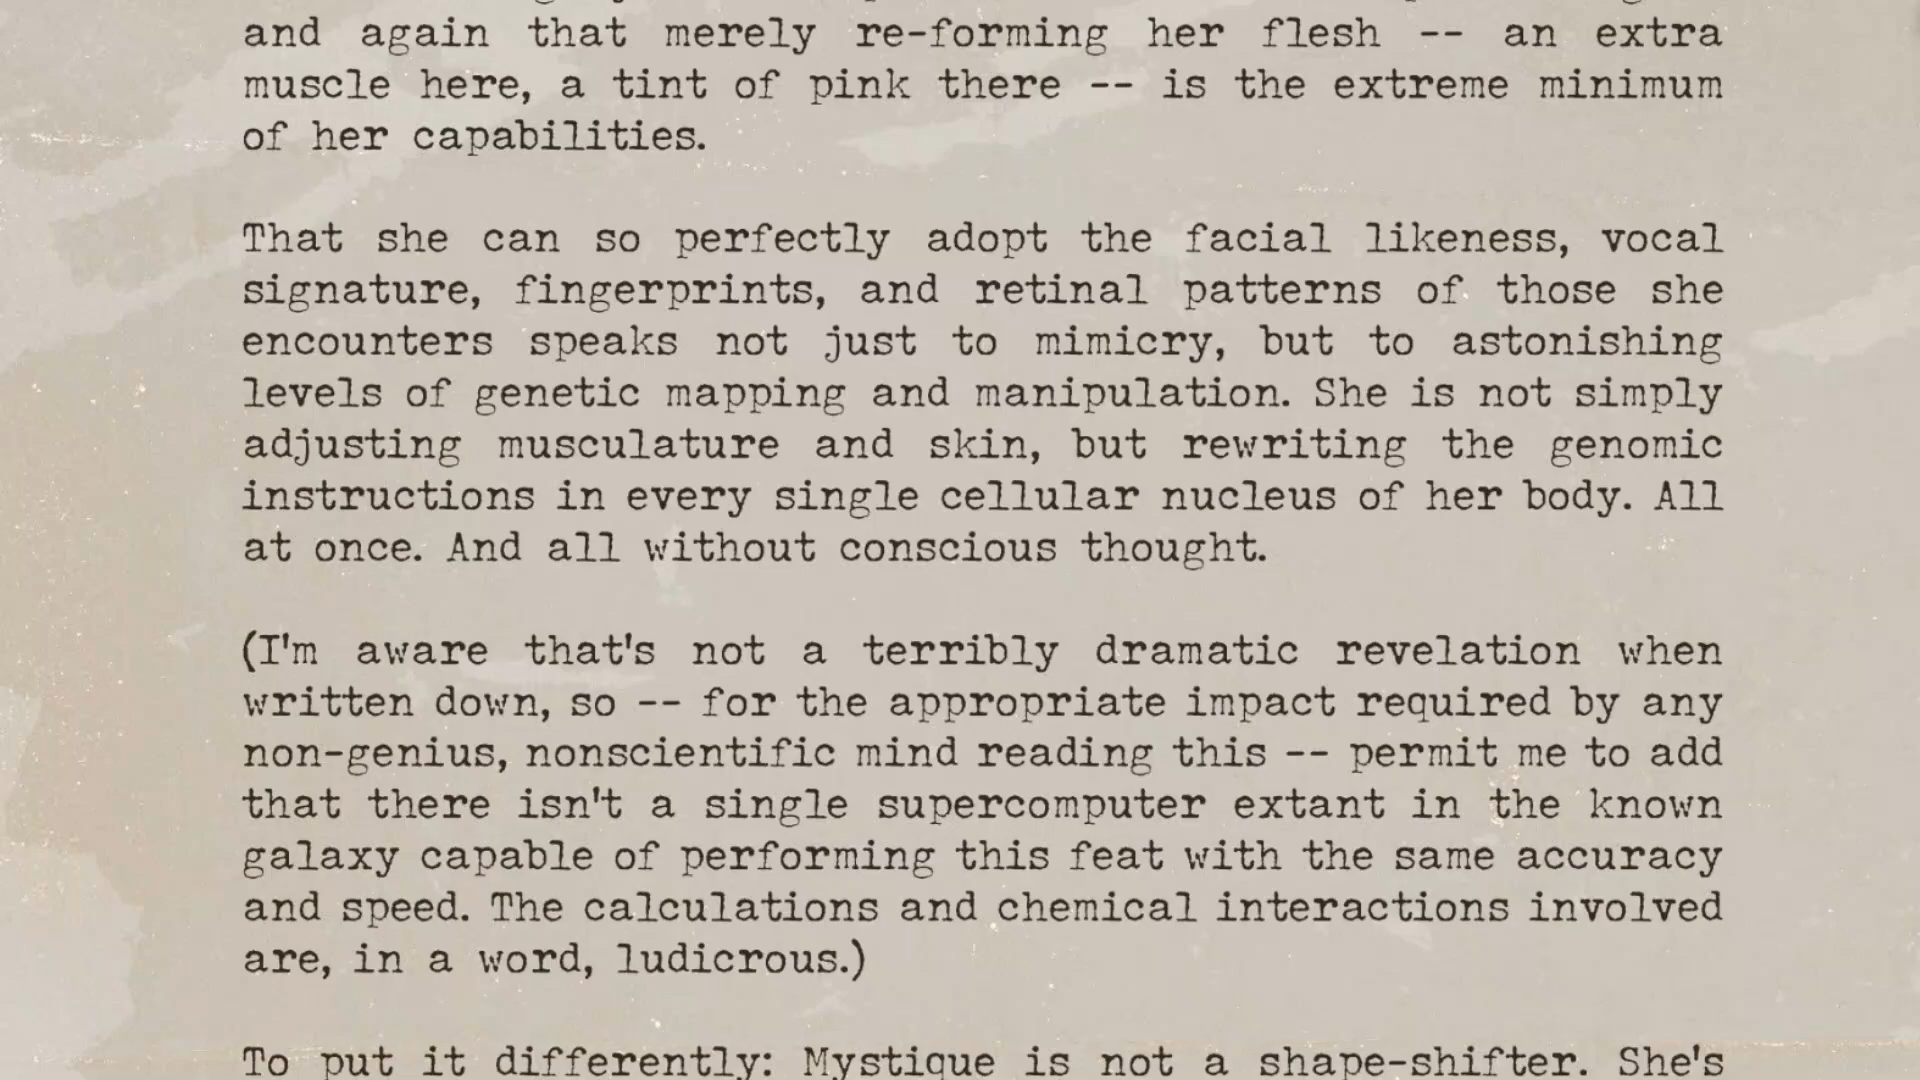 and again that merely re-forming her flesh -- an extra
muscle here, a tint of pink there -- is the extreme minimum
of her capabilities.
That she can so perfectly adopt the facial likeness, vocal
signature, fingerprints, and retinal patterns of those she
encounters speaks not just to mimicry, but to astonishing
levels of genetic mapping and manipulation. She is not simply
adjusting musculature and skin, but rewriting the genomic
instructions in every single cellular nucleus of her body. All
at once. And all without conscious thought.
(I'm aware that's not a terribly dramatic revelation when
written down, so -- for the appropriate impact required by any
non-genius, nonscientific mind reading this -- permit me to add
that there isn't a single supercomputer extant in the known
galaxy capable of performing this feat with the same accuracy
and speed. The calculations and chemical interactions involved
are, in a word, ludicrous.)
To put it differently: Mystique is not a shape-shifter. She's